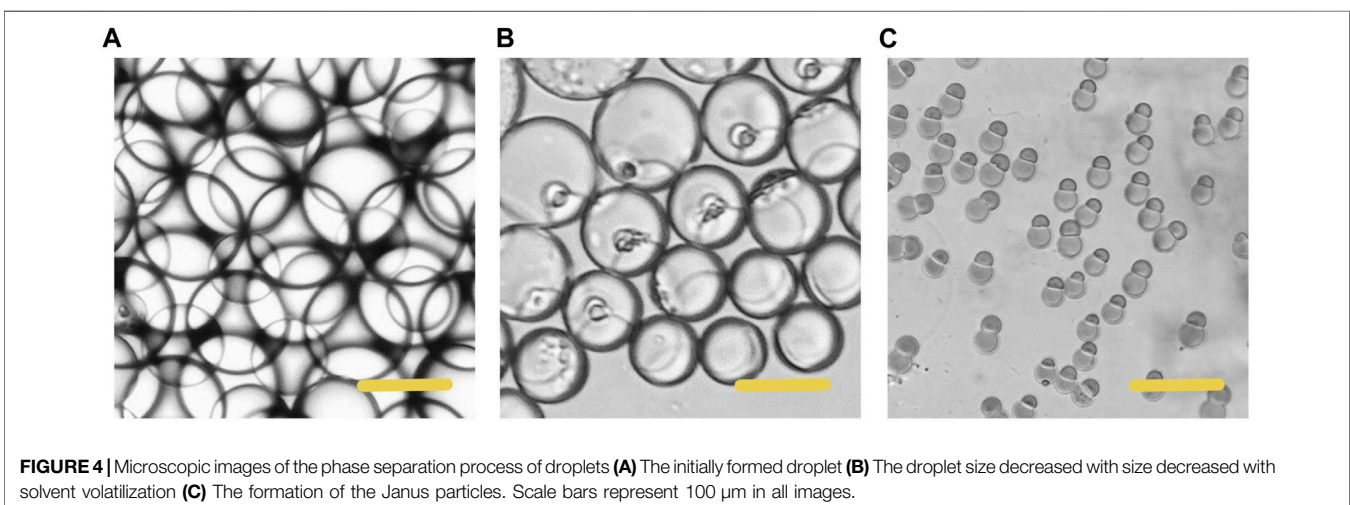 A
B
C
FIGURE 4 | Microscopic images of the phase separation process of droplets (A) The initially formed droplet (B) The droplet size decreased with size decreased with
solvent volatilization (C) The formation of the Janus particles. Scale bars represent 100 μm in all images.